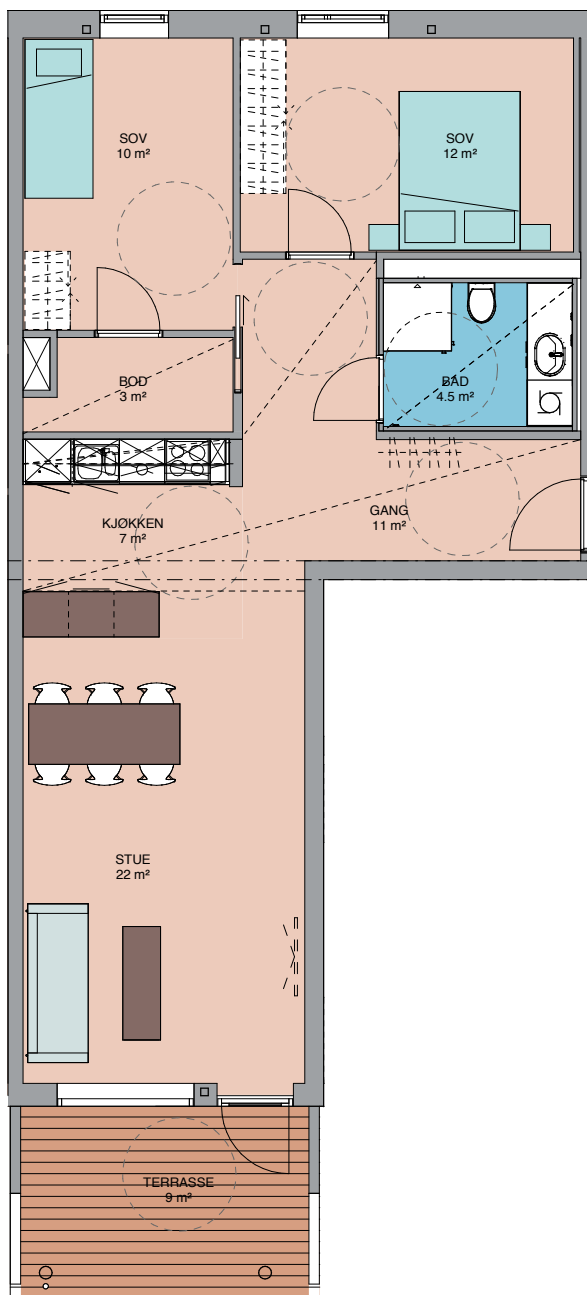 SOV
10 m²
SOV
12 m²
BOD
3 m²
BAD
4.5 m²
KJØKKEN
7 m²
GANG
11 m²
STUE
22 m²
TERRASSE
9 m²